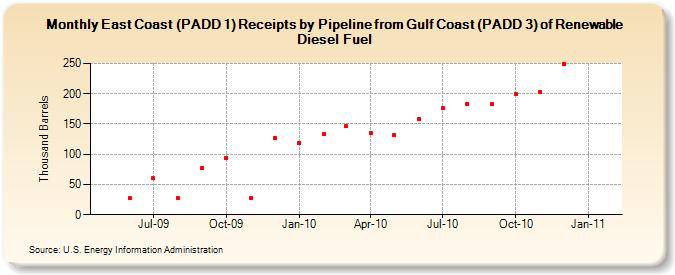 Monthly East Coast (PADD 1) Receipts by Pipeline from Gulf Coast (PADD 3) of Renewable
Diesel Fuel
Thousand Barrels
250
200
150
100
50
0
Jul-09 Oct-09 Jan-10 Apr-10 Jul-10 Oct-10 Jan-11
Source: U.S. Energy Information Administration